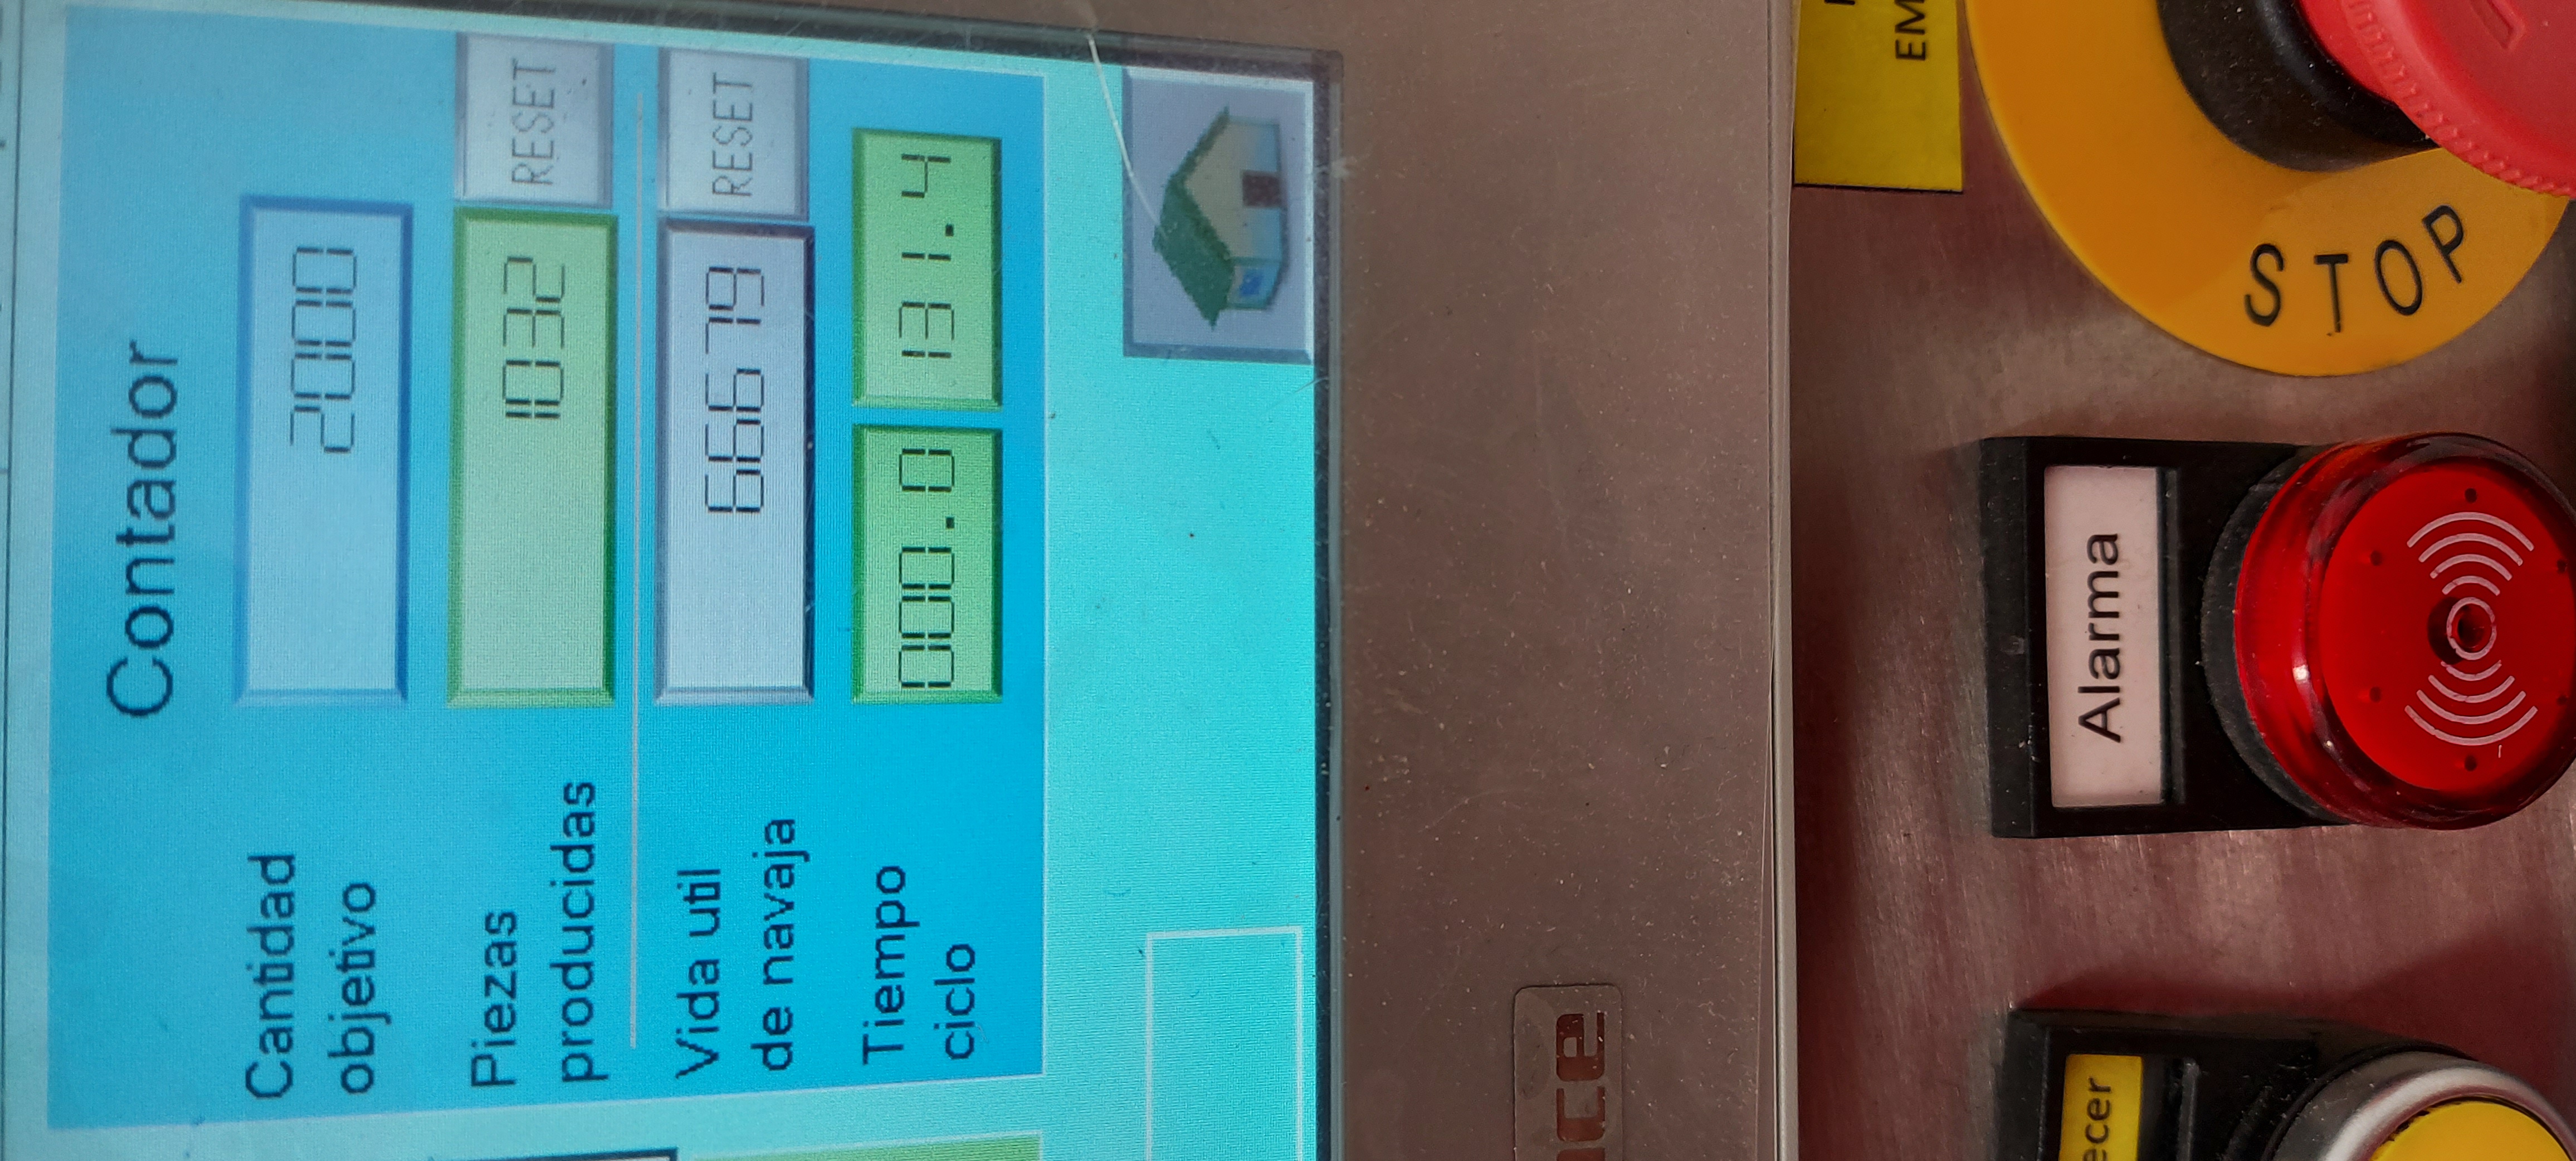 Contador
Cantidad
objetivo
2000
Piezas
producidas
1032
RESET
Vida util
de navaja
66679
RESET
Tiempo
ciclo
000.0
131.4
Alarma
STOP